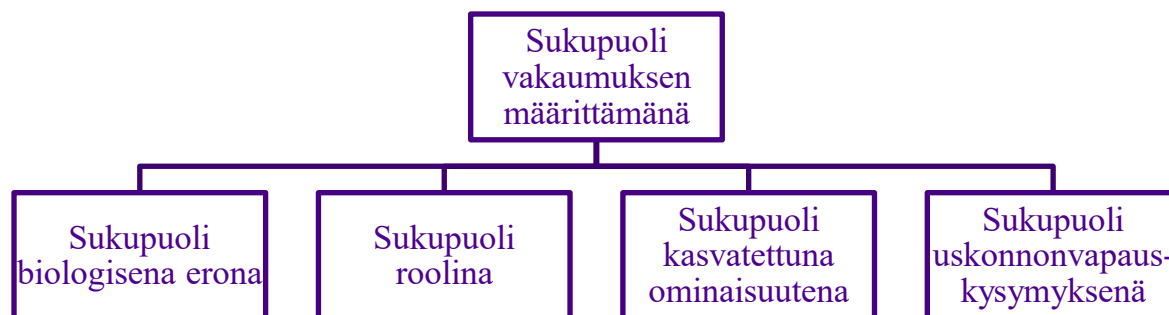 Sukupuoli
vakaumuksen
määrittämänä
Sukupuoli
biologisena erona
Sukupuoli
roolina
Sukupuoli
kasvatettuna
ominaisuutena
Sukupuoli
uskonnonvapaus-
kysymyksenä